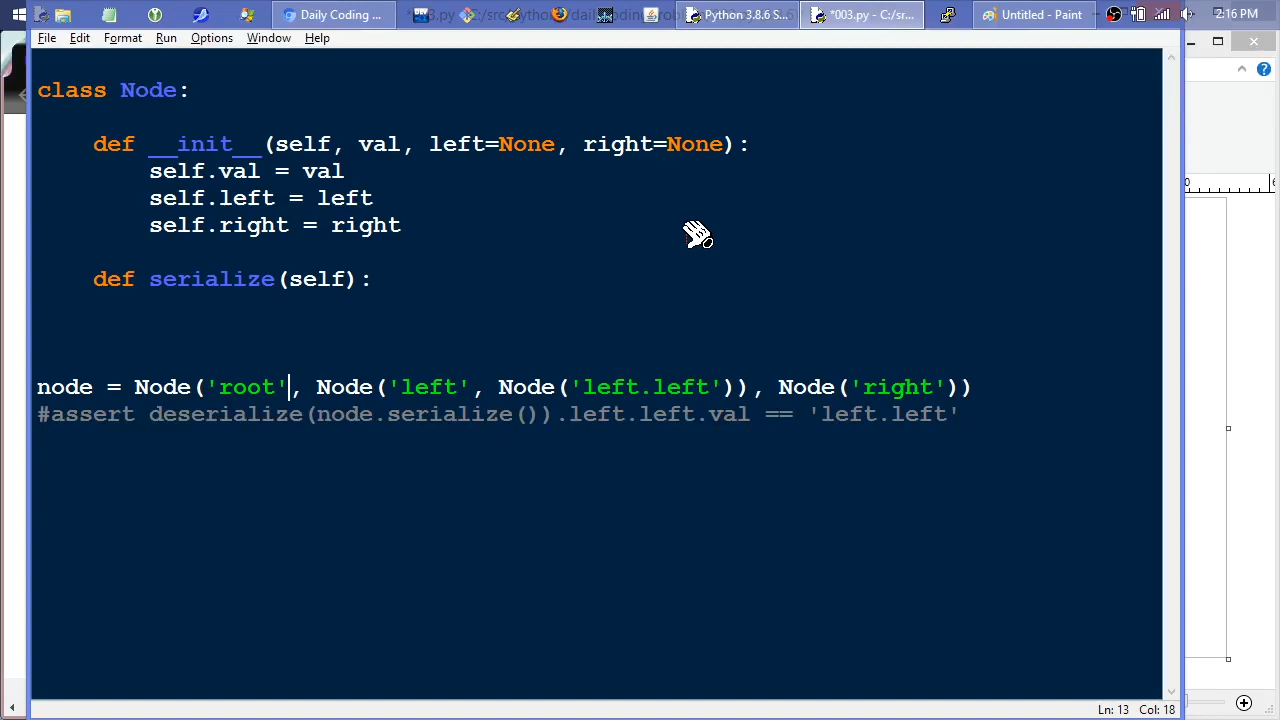 Daily Coding ...
Python 3.8.6 S...
*003.py - C:/sr...
Untitled - Paint
2:16 PM
File Edit Format Run Options Window Help
class Node:
def __init__(self, val, left=None, right=None):
self.val = val
self.left = left
self.right = right
def serialize(self):
node = Node('root', Node('left', Node('left.left')), Node('right'))
#assert deserialize(node.serialize()).left.left.val == 'left.left'
Ln: 13 Col: 18